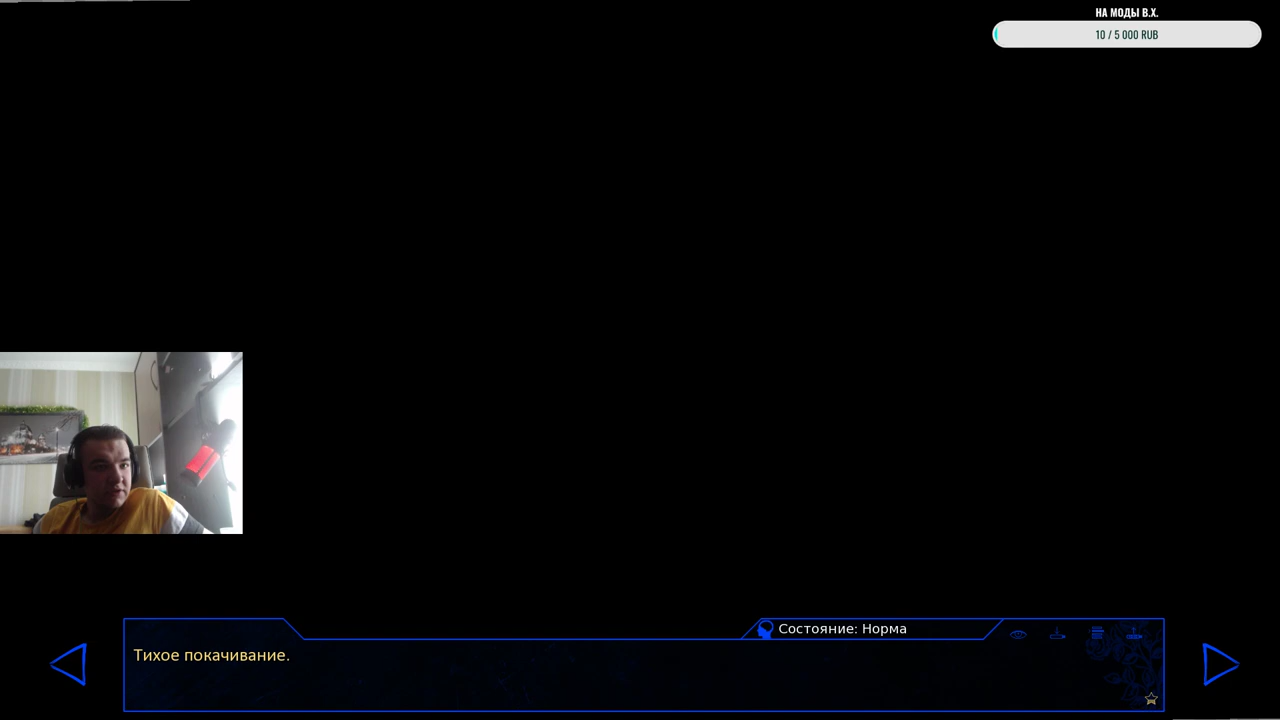 НА МОДЫ В.Х.
10 / 5 000 RUB
Состояние: Норма
Тихое покачивание.